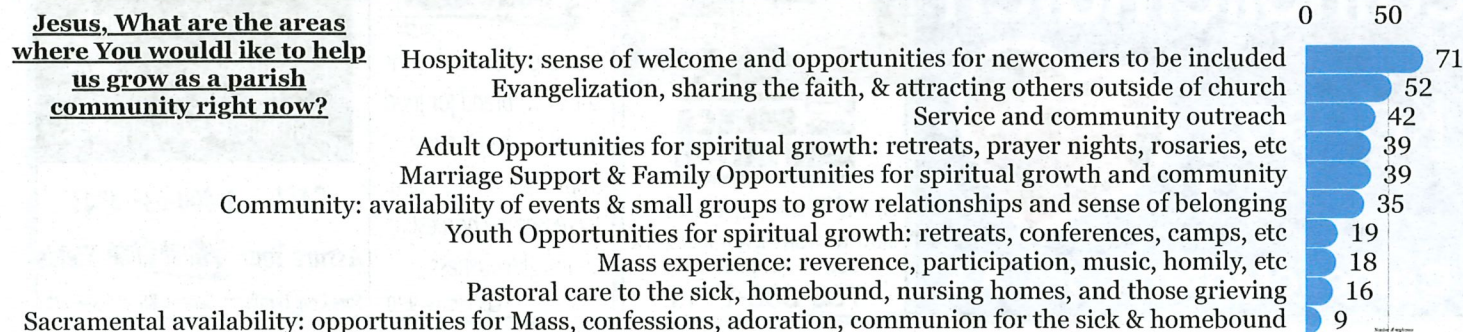 Jesus, What are the areas
where You wouldl ike to help
us grow as a parish
community right now?
0 50
Hospitality: sense of welcome and opportunities for newcomers to be included 71
Evangelization, sharing the faith, & attracting others outside of church 52
Service and community outreach 42
Adult Opportunities for spiritual growth: retreats, prayer nights, rosaries, etc 39
Marriage Support & Family Opportunities for spiritual growth and community 39
Community: availability of events & small groups to grow relationships and sense of belonging 35
Youth Opportunities for spiritual growth: retreats, conferences, camps, etc 19
Mass experience: reverence, participation, music, homily, etc 18
Pastoral care to the sick, homebound, nursing homes, and those grieving 16
Sacramental availability: opportunities for Mass, confessions, adoration, communion for the sick & homebound 9